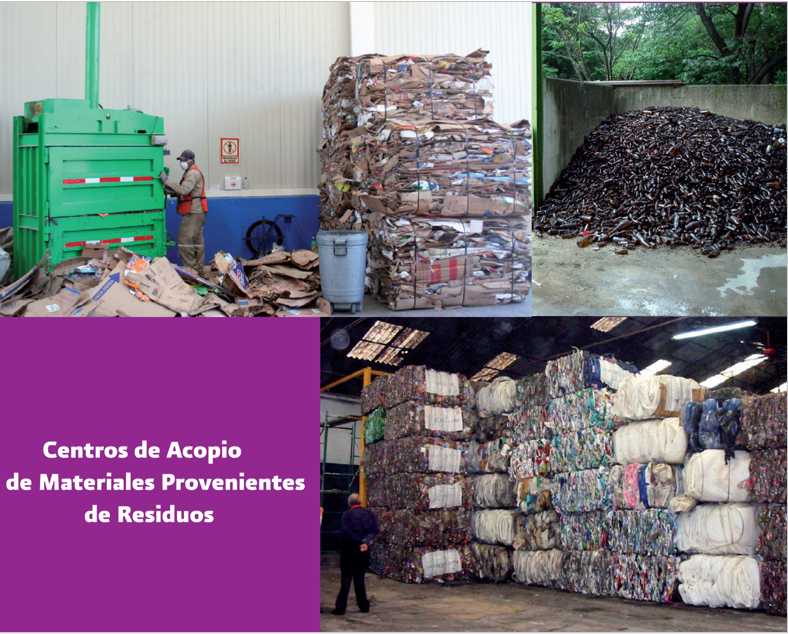 Centros de Acopio
de Materiales Provenientes
de Residuos